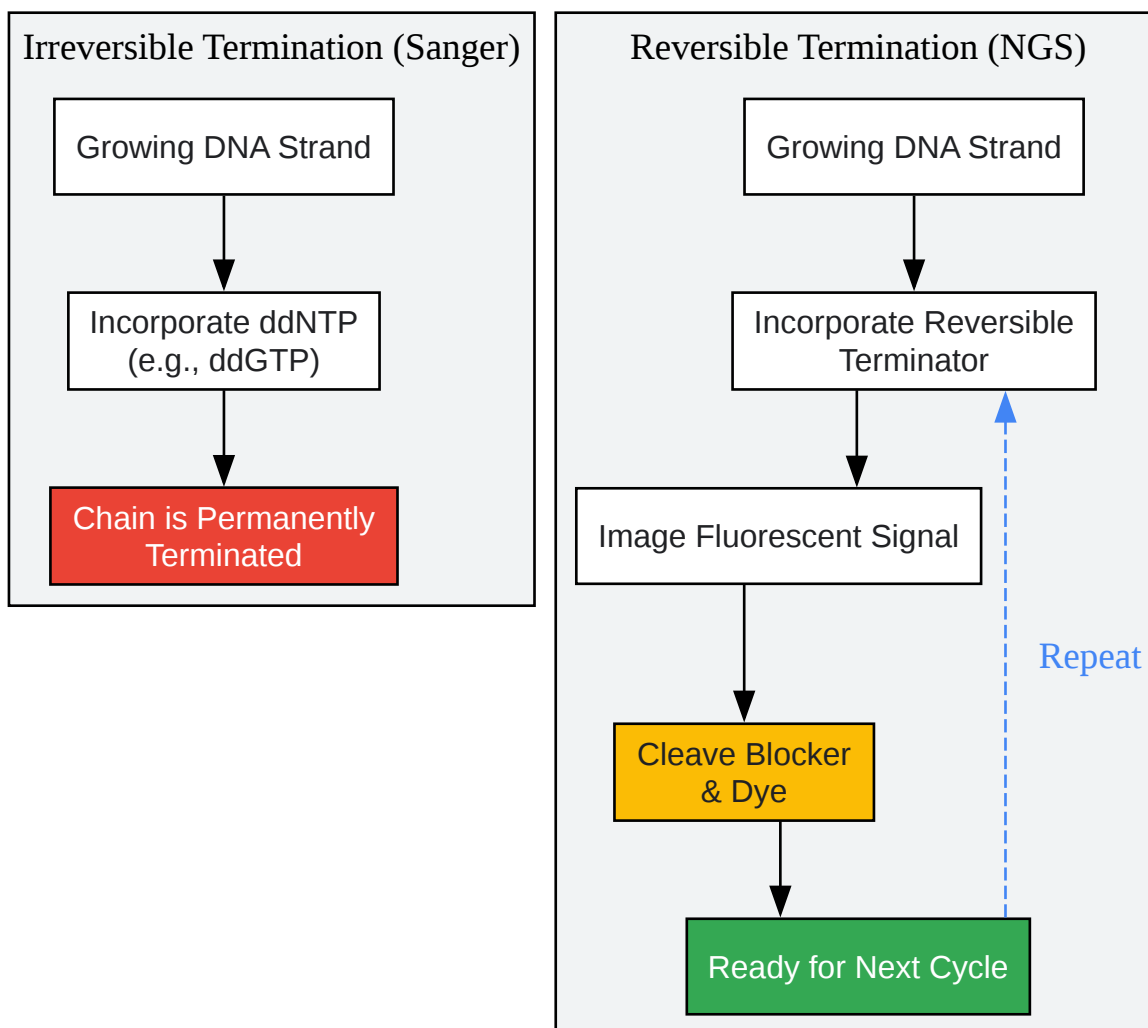 Irreversible Termination (Sanger)
Growing DNA Strand
Incorporate ddNTP
(e.g., ddGTP)
Chain is Permanently
Terminated
Reversible Termination (NGS)
Growing DNA Strand
Incorporate Reversible
Terminator
Image Fluorescent Signal
Repeat
Cleave Blocker
& Dye
Ready for Next Cycle